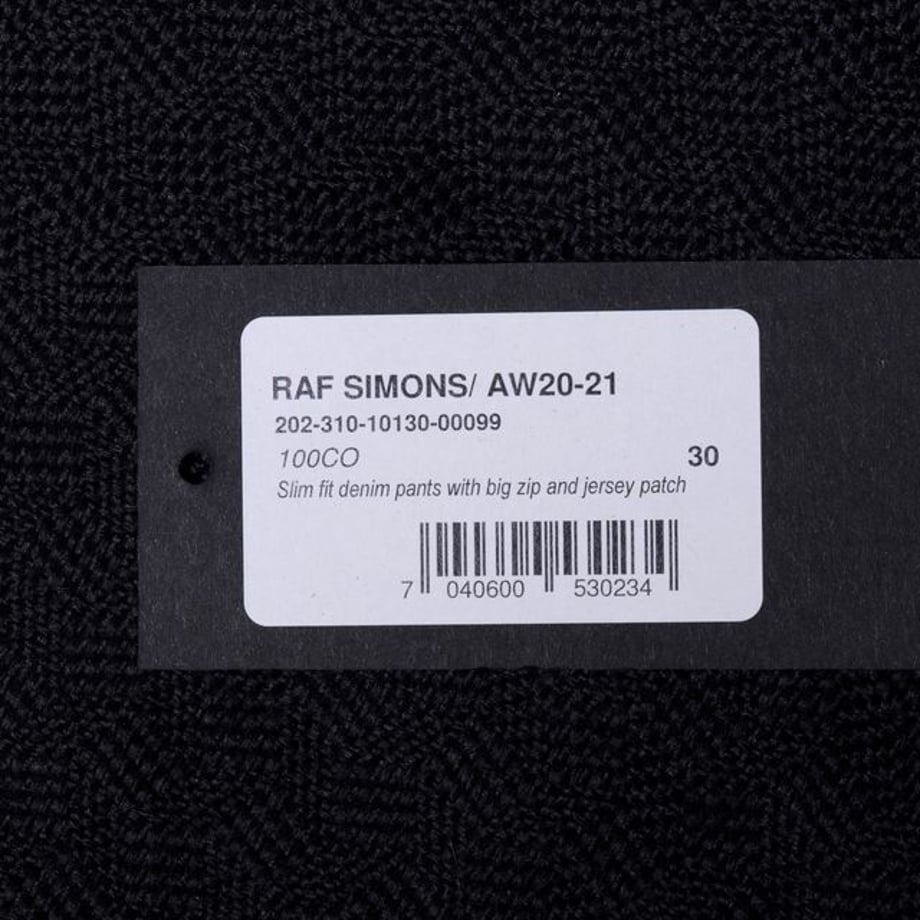 RAF SIMONS/ AW20-21
202-310-10130-00099
100CO 30
Slim fit denim pants with big zip and jersey patch
7 040600 530234